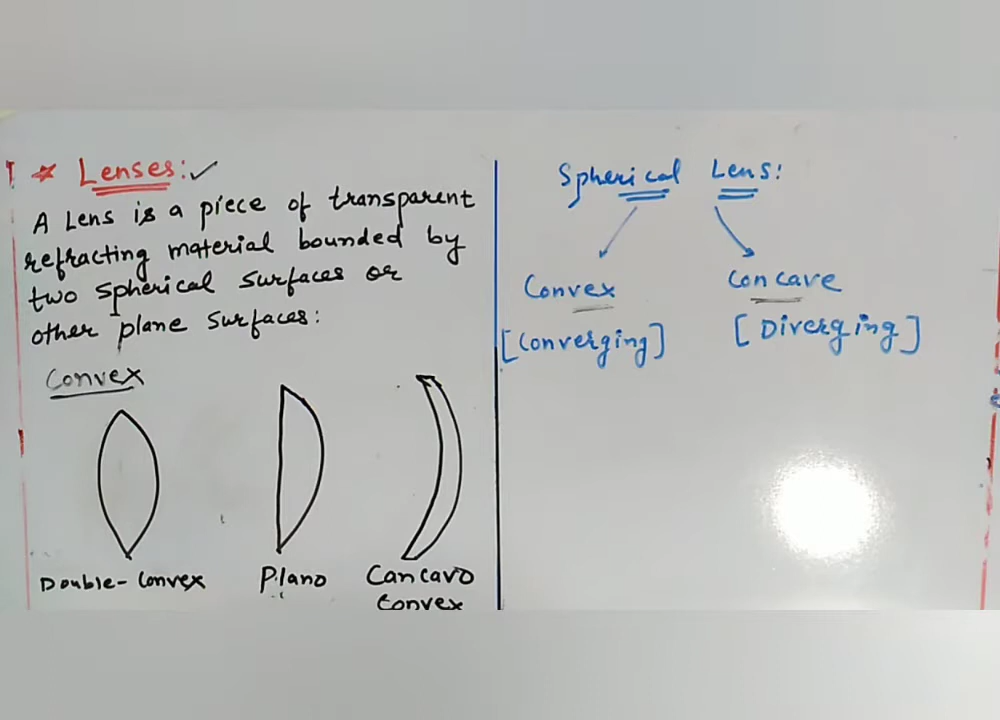 * Lenses:
A Lens is a piece of transparent
refracting material bounded by
two spherical surfaces or
other plane surfaces:
Convex
Double-Convex
Plano
Cancavo
Convex
Spherical Lens:
Convex
Concave
[Converging]
[Diverging]